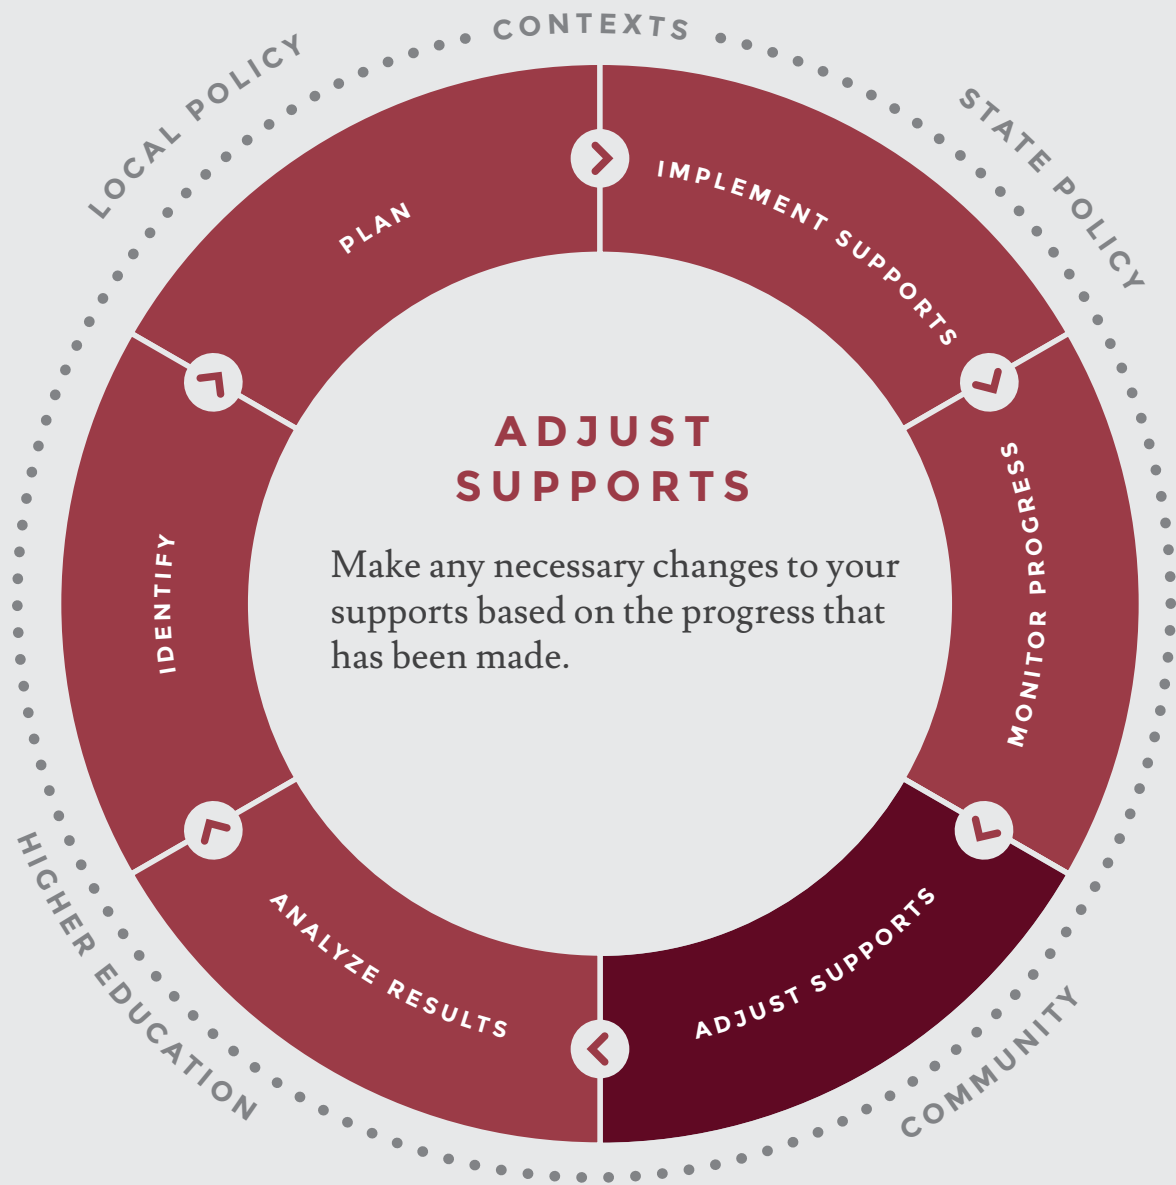 CONTEXTS
LOCAL POLICY
STATE POLICY
PLAN
IMPLEMENT SUPPORTS
ADJUST
SUPPORTS
Make any necessary changes to your
supports based on the progress that
has been made.
IDENTIFY
MONITOR PROGRESS
ANALYZE RESULTS
ADJUST SUPPORTS
HIGHER EDUCATION
COMMUNITY